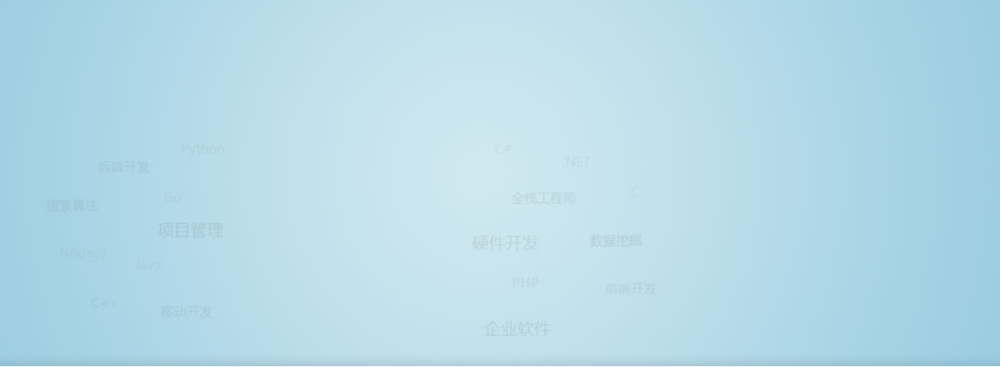 Python
后端开发
Go
搜索算法
项目管理
Node.js
Java
C++
移动开发
C#
.NET
C
全栈工程师
硬件开发
数据挖掘
PHP
前端开发
企业软件